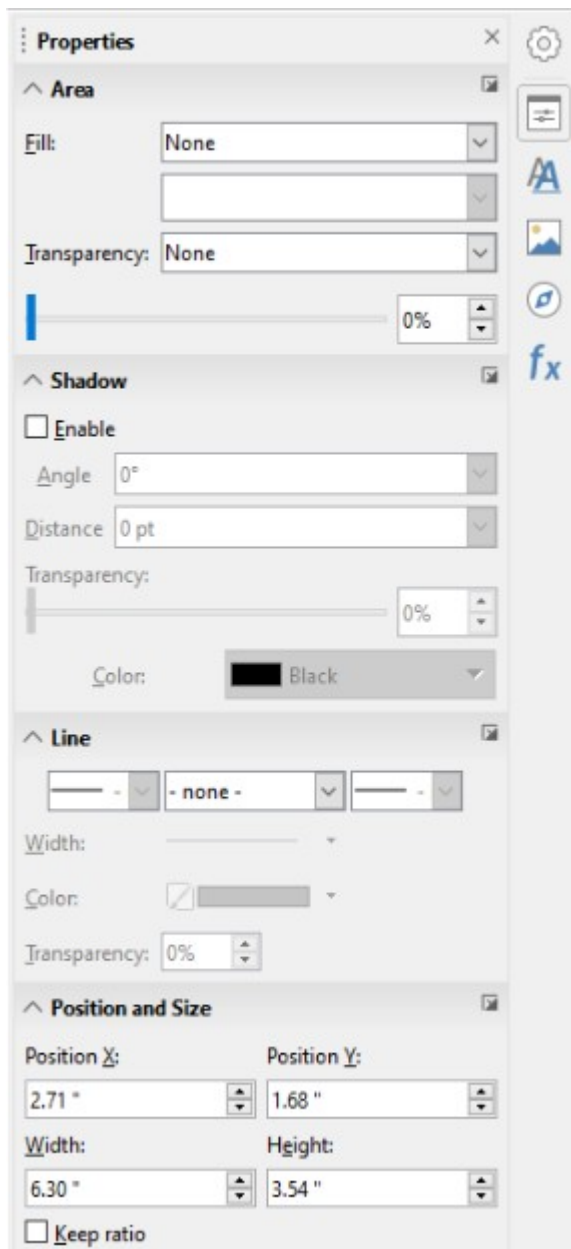 Properties
Area
Fill: None
Transparency: None
0%
Shadow
Enable
Angle 0°
Distance 0 pt
Transparency:
0%
Color: Black
Line
- - none - -
Width:
Color:
Transparency: 0%
Position and Size
Position X: Position Y:
2.71 " 1.68 "
Width: Height:
6.30 " 3.54 "
Keep ratio